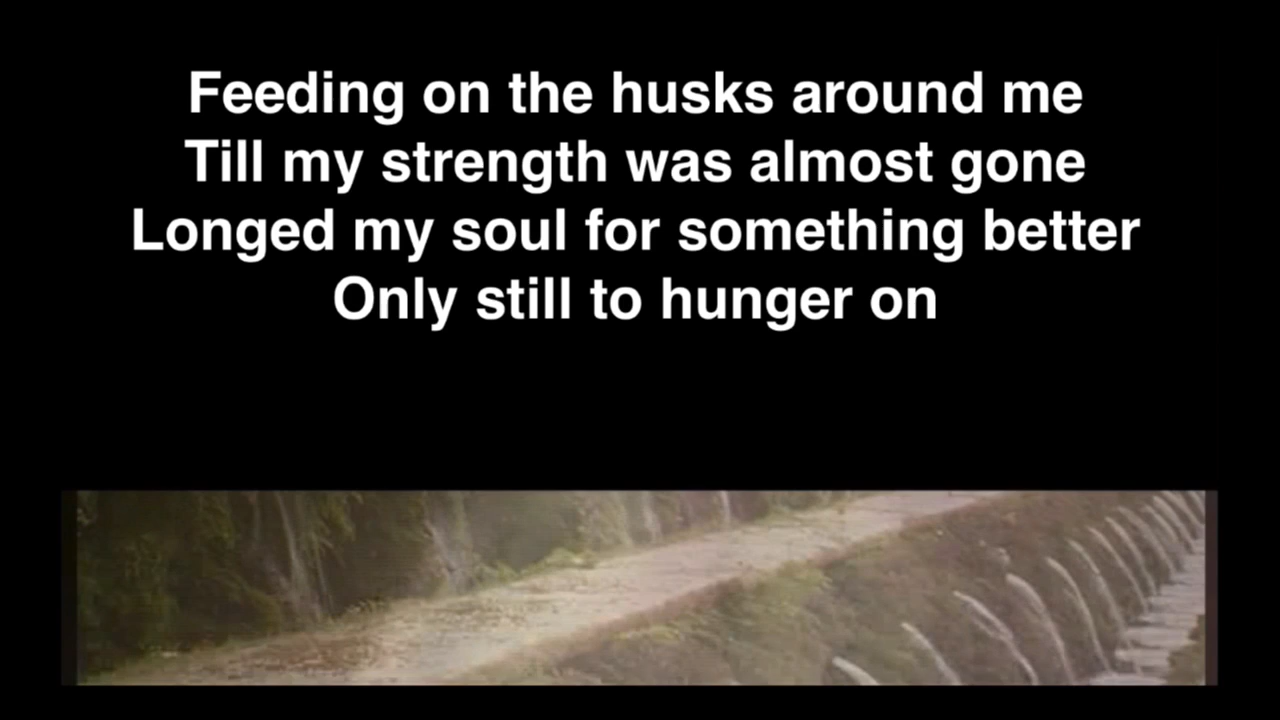 Feeding on the husks around me
Till my strength was almost gone
Longed my soul for something better
Only still to hunger on